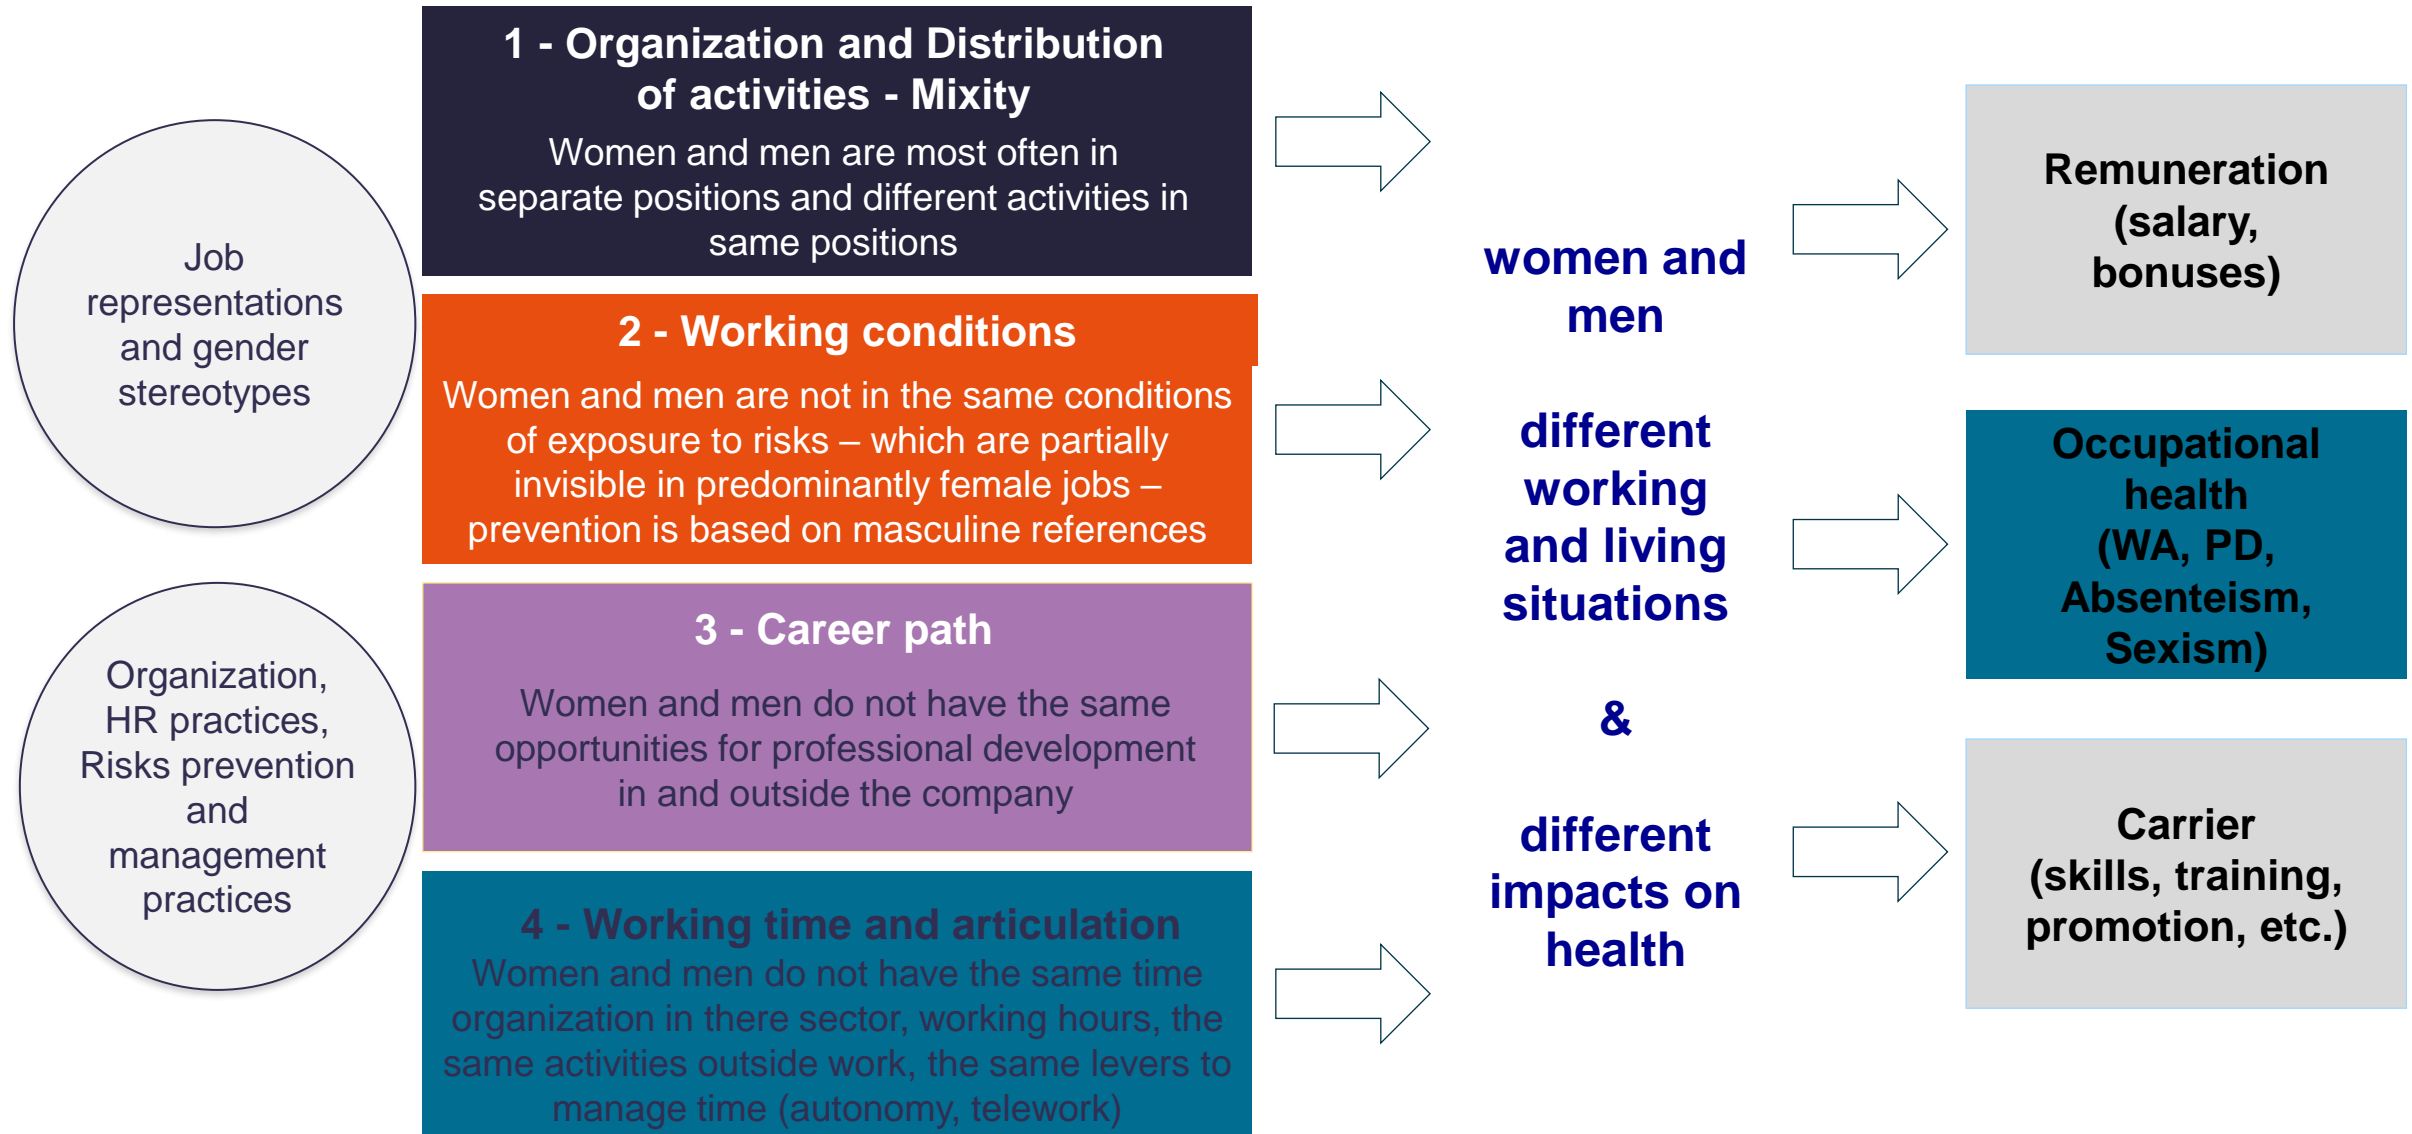 Job
representations
and gender
stereotypes
Organization,
HR practices,
Risks prevention
and
management
practices
1 - Organization and Distribution
of activities - Mixity
Women and men are most often in
separate positions and different activities in
same positions
2 - Working conditions
Women and men are not in the same conditions
of exposure to risks – which are partially
invisible in predominantly female jobs –
prevention is based on masculine references
3 - Career path
Women and men do not have the same
opportunities for professional development
in and outside the company
4 - Working time and articulation
Women and men do not have the same time
organization in there sector, working hours, the
same activities outside work, the same levers to
manage time (autonomy, telework)
women and
men
different
working
and living
situations
&
different
impacts on
health
Remuneration
(salary,
bonuses)
Occupational
health
(WA, PD,
Absenteism,
Sexism)
Carrier
(skills, training,
promotion, etc.)